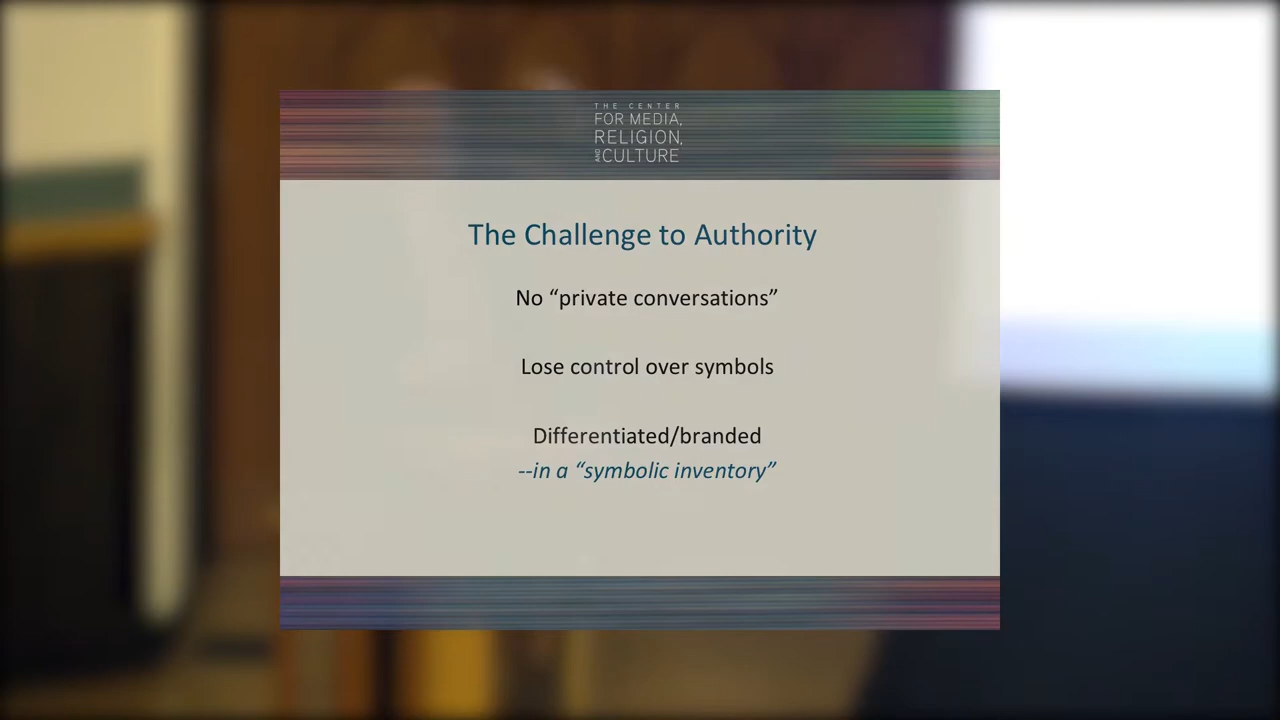 THE CENTER
FOR MEDIA,
RELIGION,
AND CULTURE
The Challenge to Authority
No “private conversations”
Lose control over symbols
Differentiated/branded
--in a “symbolic inventory”